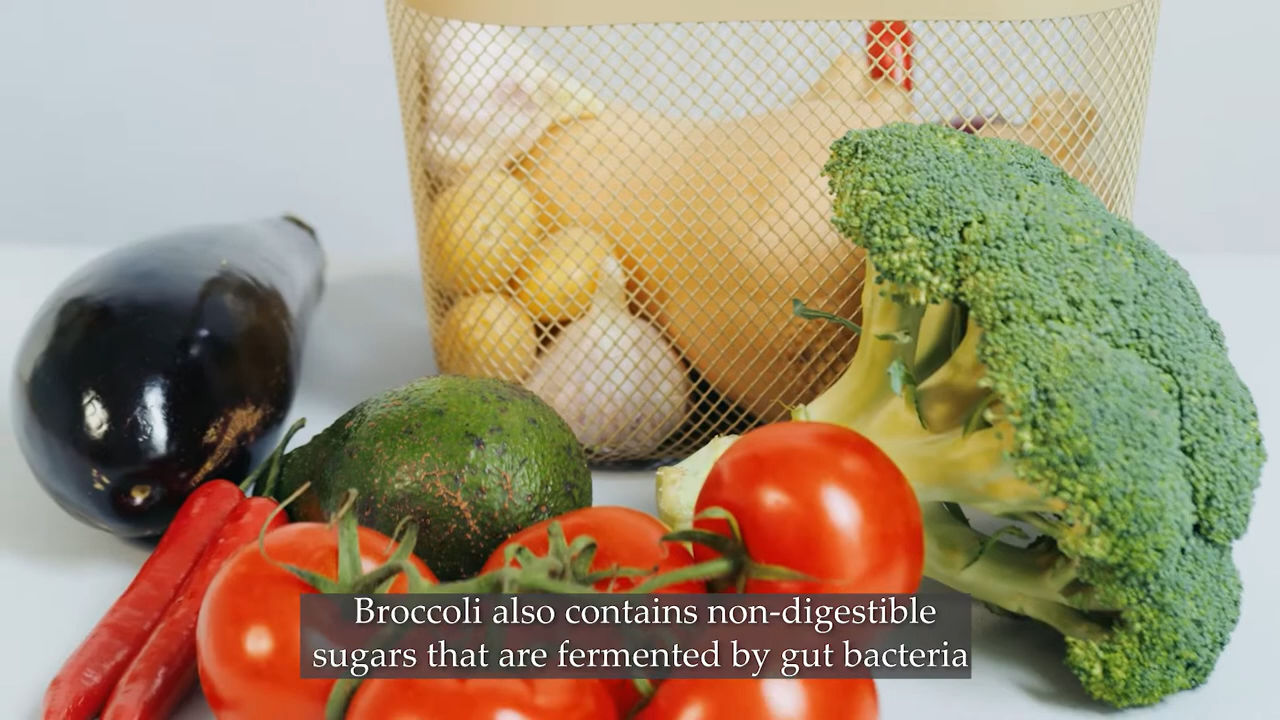 Broccoli also contains non-digestible
sugars that are fermented by gut bacteria